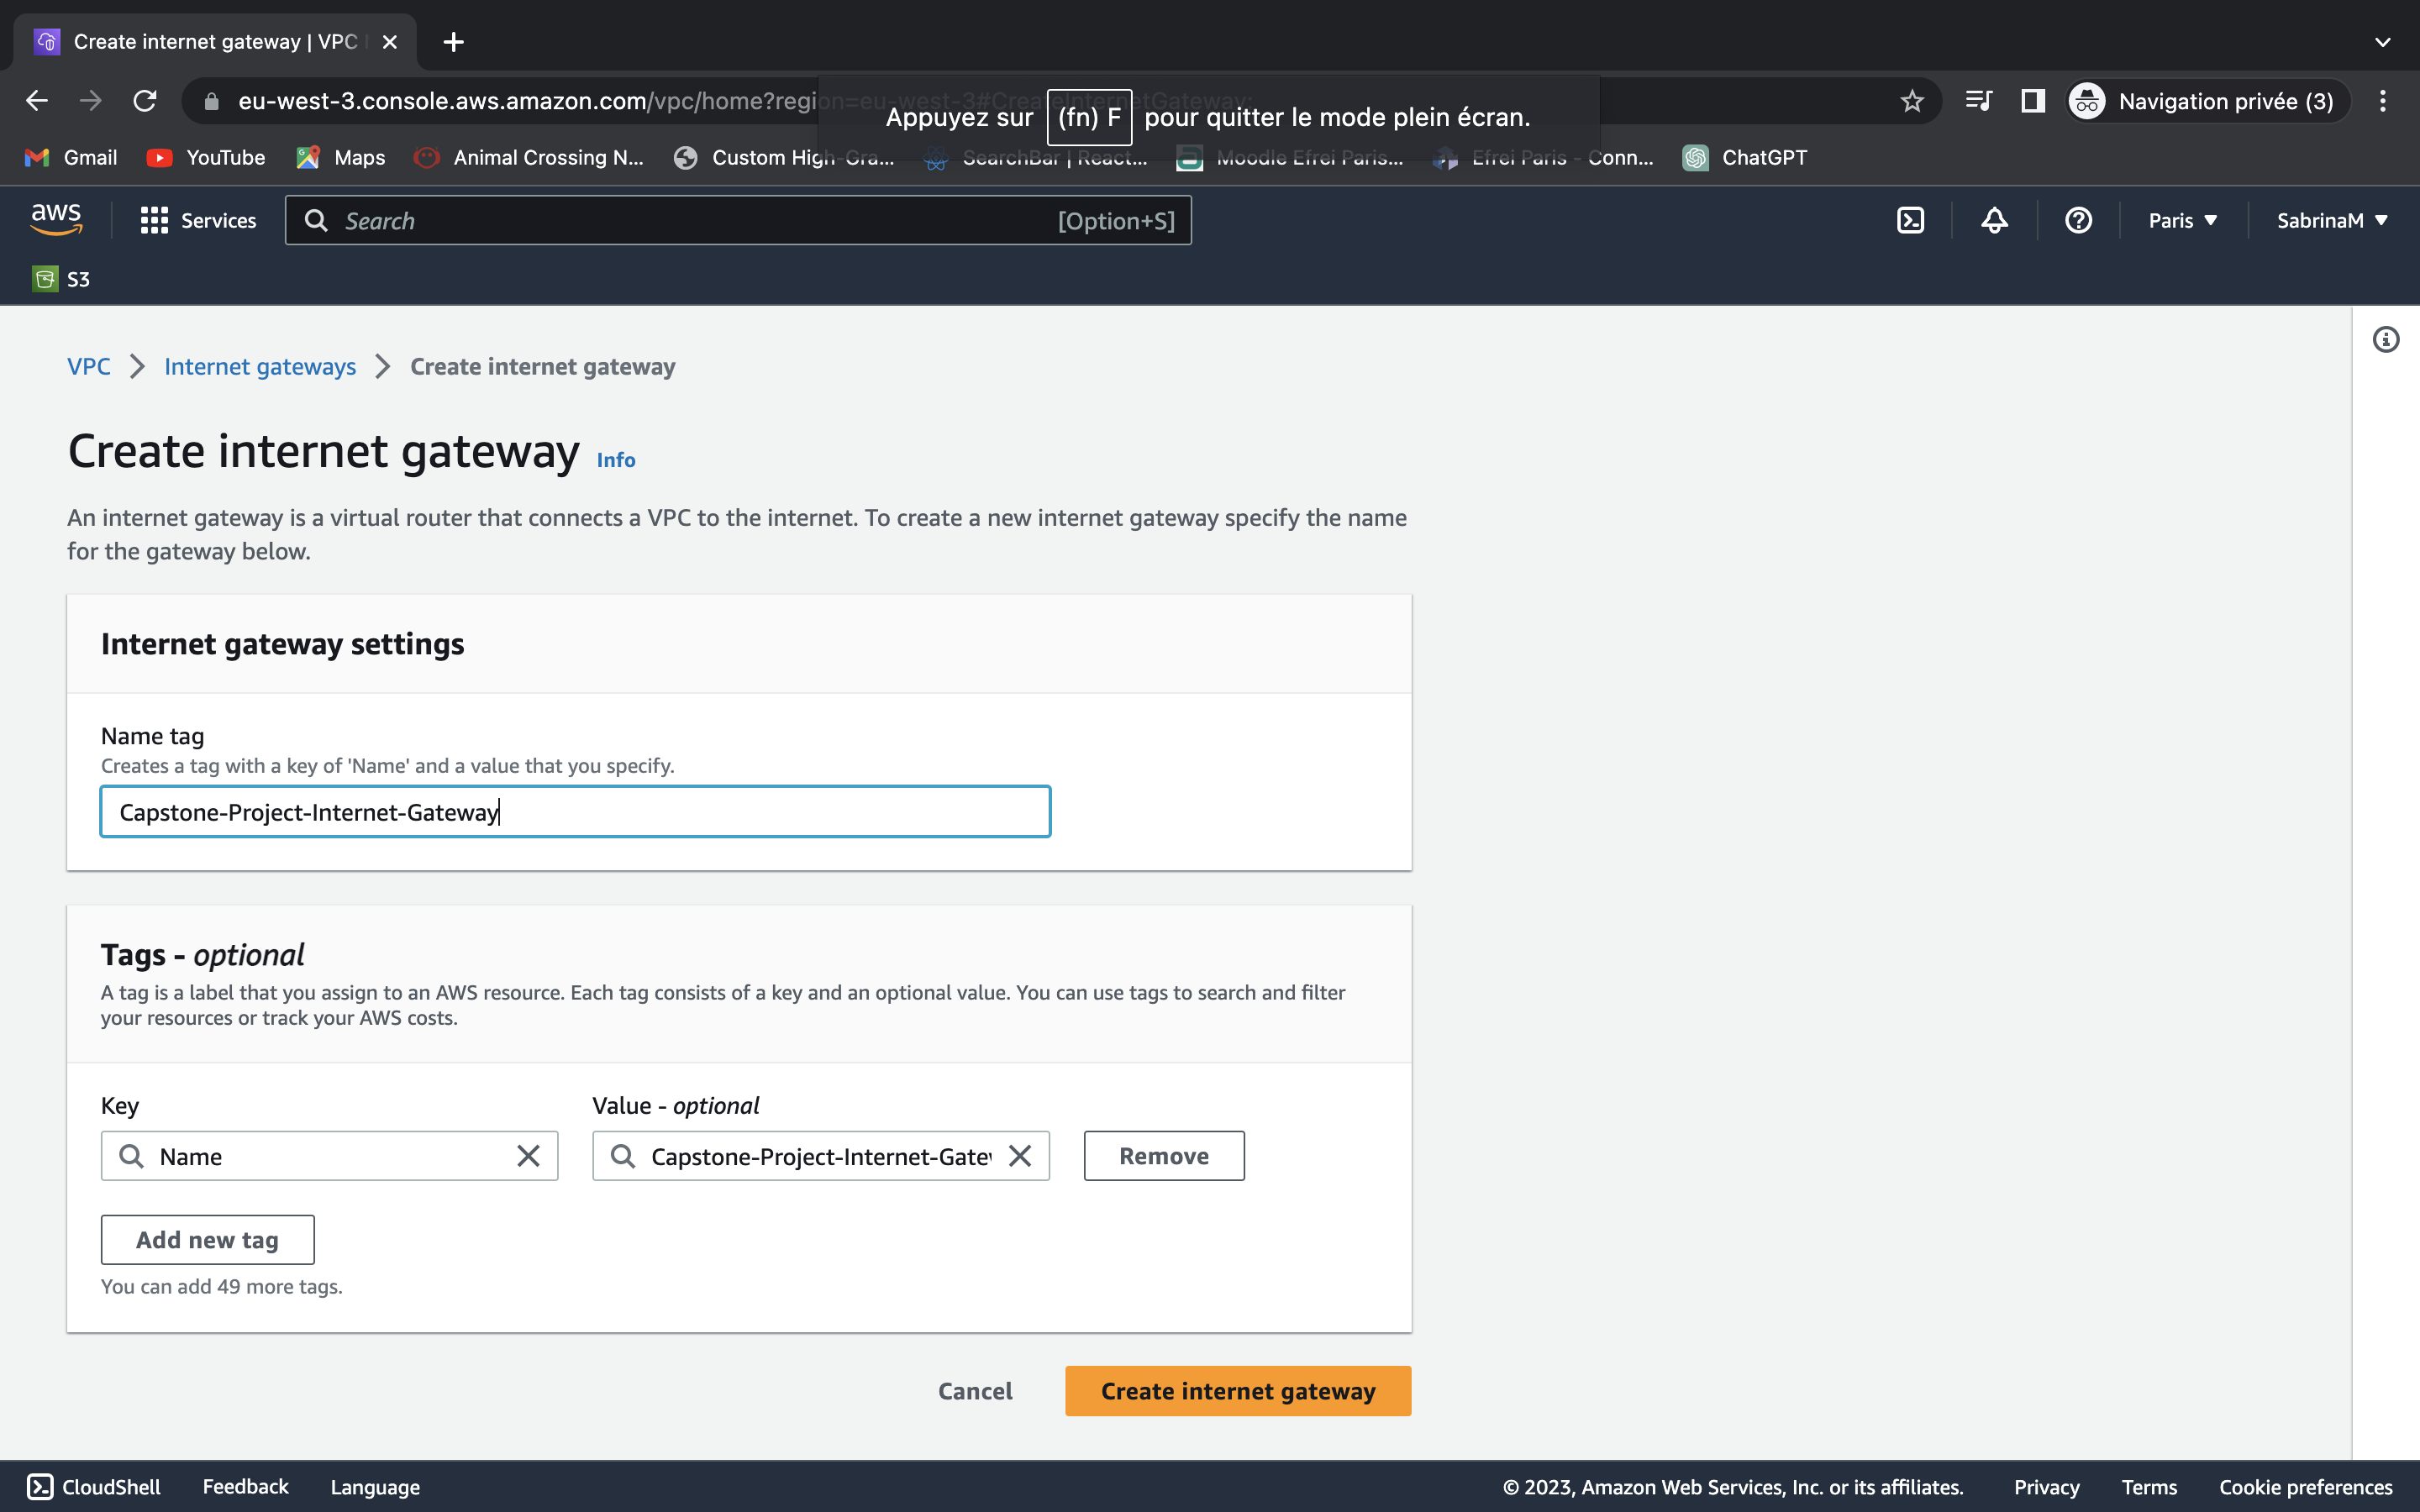 Create internet gateway | VPC
eu-west-3.console.aws.amazon.com/vpc/home?region=eu-west-3#CreateInternetGateway:
Navigation privée (3)
Appuyez sur (fn) F pour quitter le mode plein écran.
Gmail
YouTube
Maps
Animal Crossing N...
Custom High-Gra...
SearchBar | React...
Moodle Efrei Paris...
Efrei Paris - Conn...
ChatGPT
aws
Services
Search
[Option+S]
Paris
SabrinaM
S3
VPC
Internet gateways
Create internet gateway
Create internet gateway Info
An internet gateway is a virtual router that connects a VPC to the internet. To create a new internet gateway specify the name
for the gateway below.
Internet gateway settings
Name tag
Creates a tag with a key of 'Name' and a value that you specify.
Capstone-Project-Internet-Gateway
Tags - optional
A tag is a label that you assign to an AWS resource. Each tag consists of a key and an optional value. You can use tags to search and filter
your resources or track your AWS costs.
Key
Value - optional
Name
Capstone-Project-Internet-Gatew
Remove
Add new tag
You can add 49 more tags.
Cancel
Create internet gateway
CloudShell
Feedback
Language
© 2023, Amazon Web Services, Inc. or its affiliates.
Privacy
Terms
Cookie preferences